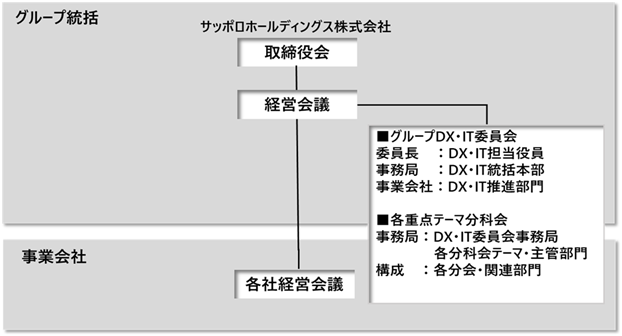 グループ統括
サッポロホールディングス株式会社
取締役会
経営会議
■グループDX・IT委員会
委員長　：DX・IT担当役員
事務局　：DX・IT統括本部
事業会社：DX・IT推進部門
■各重点テーマ分科会
事務局：DX・IT委員会事務局
各分科会テーマ・主管部門
構成　：各分会・関連部門
事業会社
各社経営会議